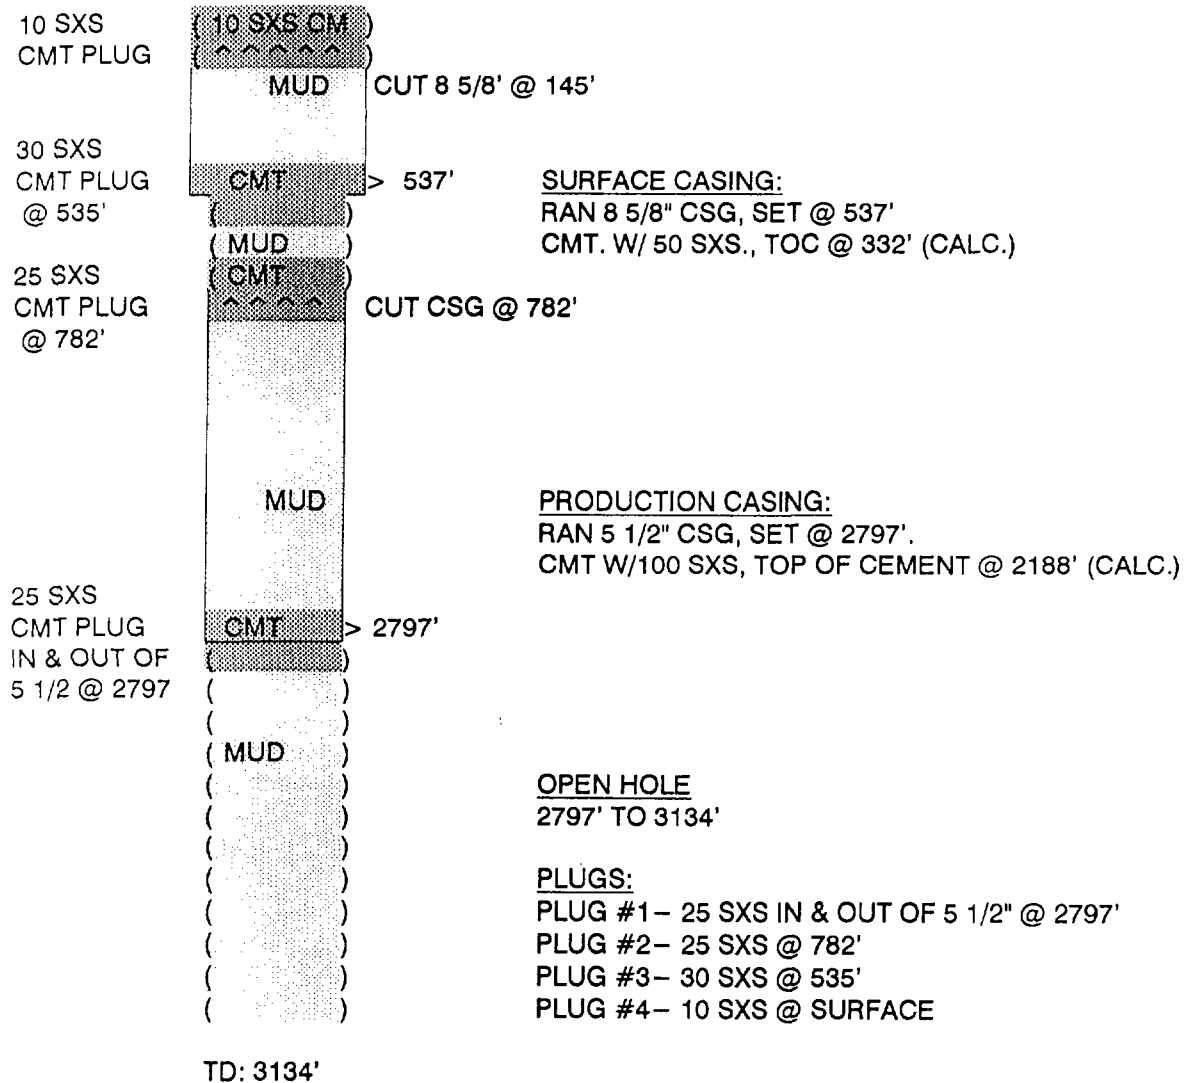 10 SXS
CMT PLUG
( 10 SXS CM )
( ^ ^ ^ ^ ^ )
MUD
CUT 8 5/8' @ 145'
30 SXS
CMT PLUG
@ 535'
CMT
> 537'
SURFACE CASING:
RAN 8 5/8" CSG, SET @ 537'
CMT. W/ 50 SXS., TOC @ 332' (CALC.)
( )
( MUD )
25 SXS
CMT PLUG
@ 782'
( CMT )
^ ^ ^ ^
CUT CSG @ 782'
MUD
PRODUCTION CASING:
RAN 5 1/2" CSG, SET @ 2797'.
CMT W/100 SXS, TOP OF CEMENT @ 2188' (CALC.)
25 SXS
CMT PLUG
IN & OUT OF
5 1/2 @ 2797
CMT
> 2797'
( )
( )
( )
( MUD )
( )
( )
( )
( )
( )
( )
( )
( )
OPEN HOLE
2797' TO 3134'
PLUGS:
PLUG #1– 25 SXS IN & OUT OF 5 1/2" @ 2797'
PLUG #2– 25 SXS @ 782'
PLUG #3– 30 SXS @ 535'
PLUG #4– 10 SXS @ SURFACE
TD: 3134'